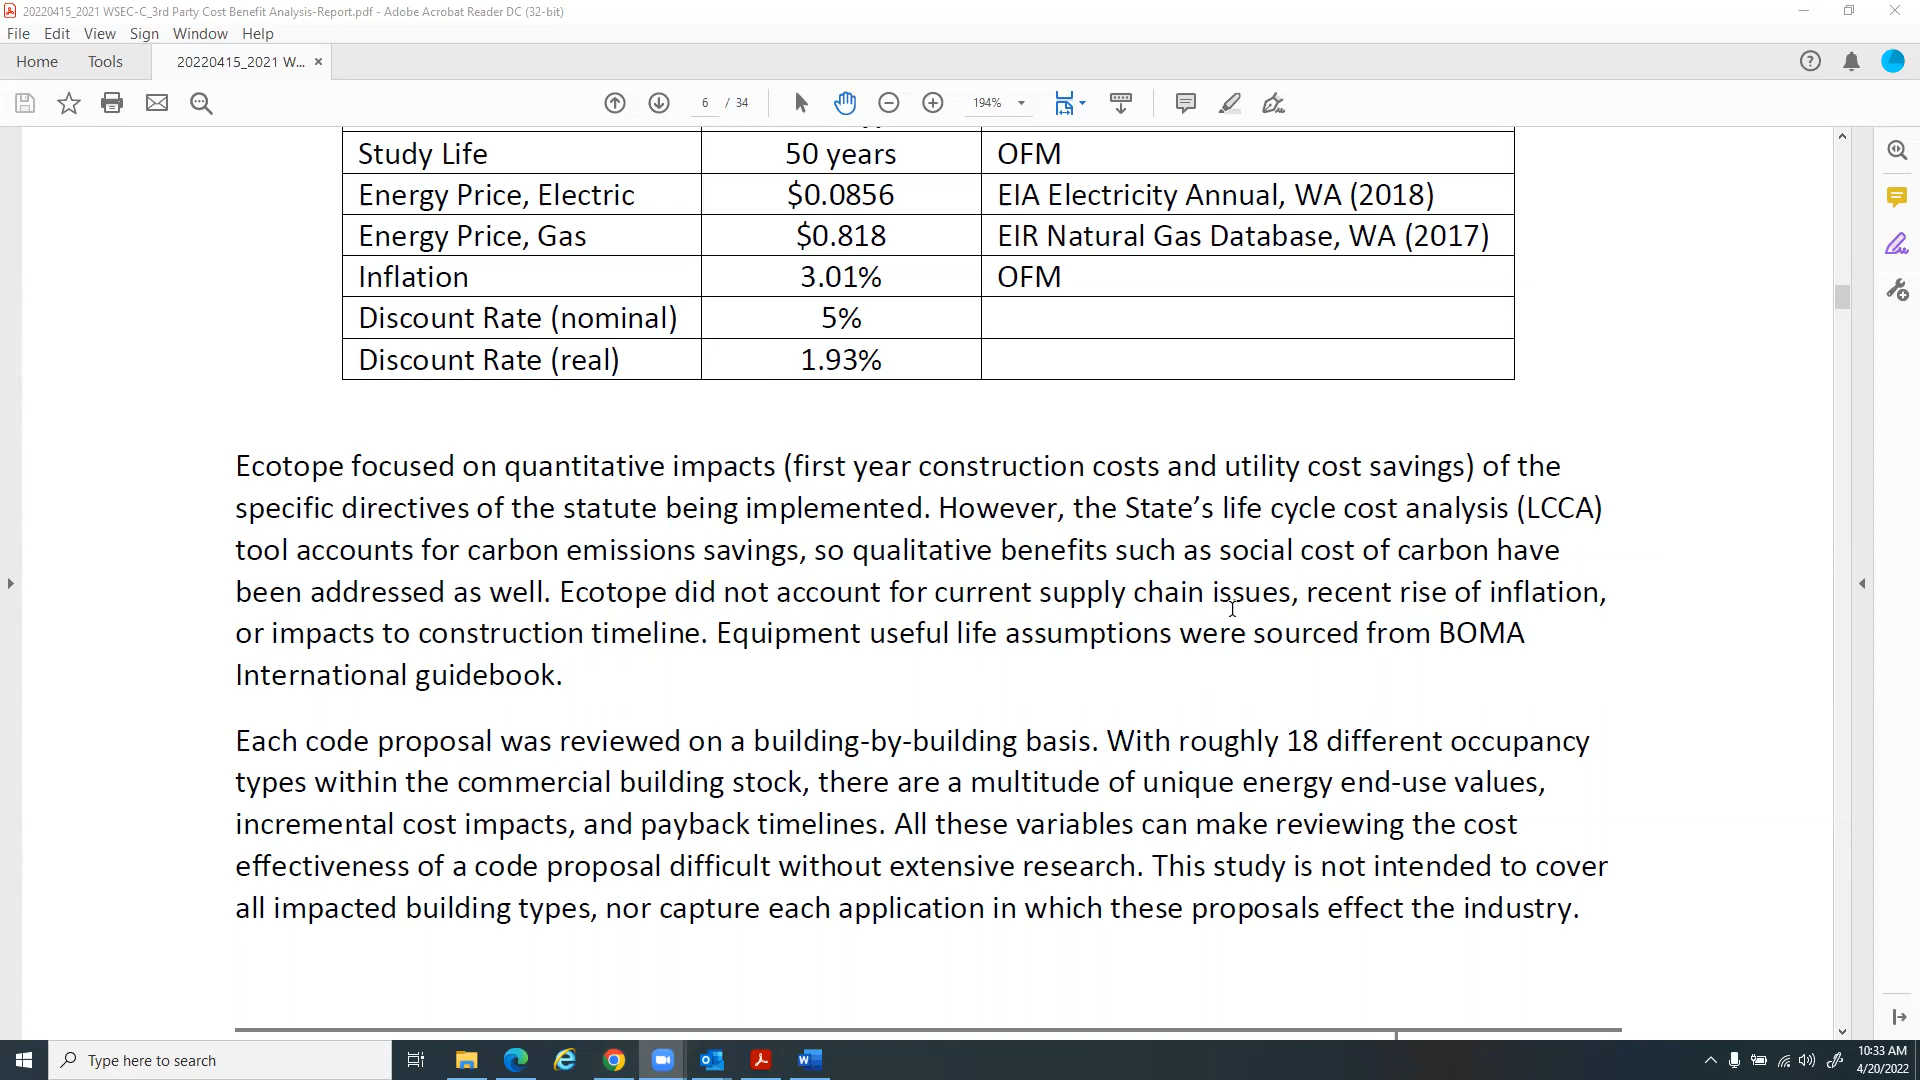 20220415_2021 WSEC-C_3rd Party Cost Benefit Analysis-Report.pdf - Adobe Acrobat Reader DC (32-bit)
File Edit View Sign Window Help
Home Tools 20220415_2021 W... ×
6 / 34 194%
Study Life 50 years OFM
Energy Price, Electric $0.0856 EIA Electricity Annual, WA (2018)
Energy Price, Gas $0.818 EIR Natural Gas Database, WA (2017)
Inflation 3.01% OFM
Discount Rate (nominal) 5%
Discount Rate (real) 1.93%
Ecotope focused on quantitative impacts (first year construction costs and utility cost savings) of the
specific directives of the statute being implemented. However, the State’s life cycle cost analysis (LCCA)
tool accounts for carbon emissions savings, so qualitative benefits such as social cost of carbon have
been addressed as well. Ecotope did not account for current supply chain issues, recent rise of inflation,
or impacts to construction timeline. Equipment useful life assumptions were sourced from BOMA
International guidebook.
Each code proposal was reviewed on a building-by-building basis. With roughly 18 different occupancy
types within the commercial building stock, there are a multitude of unique energy end-use values,
incremental cost impacts, and payback timelines. All these variables can make reviewing the cost
effectiveness of a code proposal difficult without extensive research. This study is not intended to cover
all impacted building types, nor capture each application in which these proposals effect the industry.
Type here to search
10:33 AM
4/20/2022